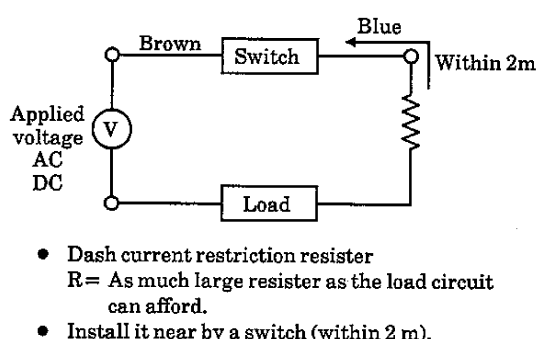 Blue
Brown
Switch
Within 2m
Applied
voltage
AC
DC
V
Load
● Dash current restriction resister
R= As much large resister as the load circuit
can afford.
● Install it near by a switch (within 2 m).